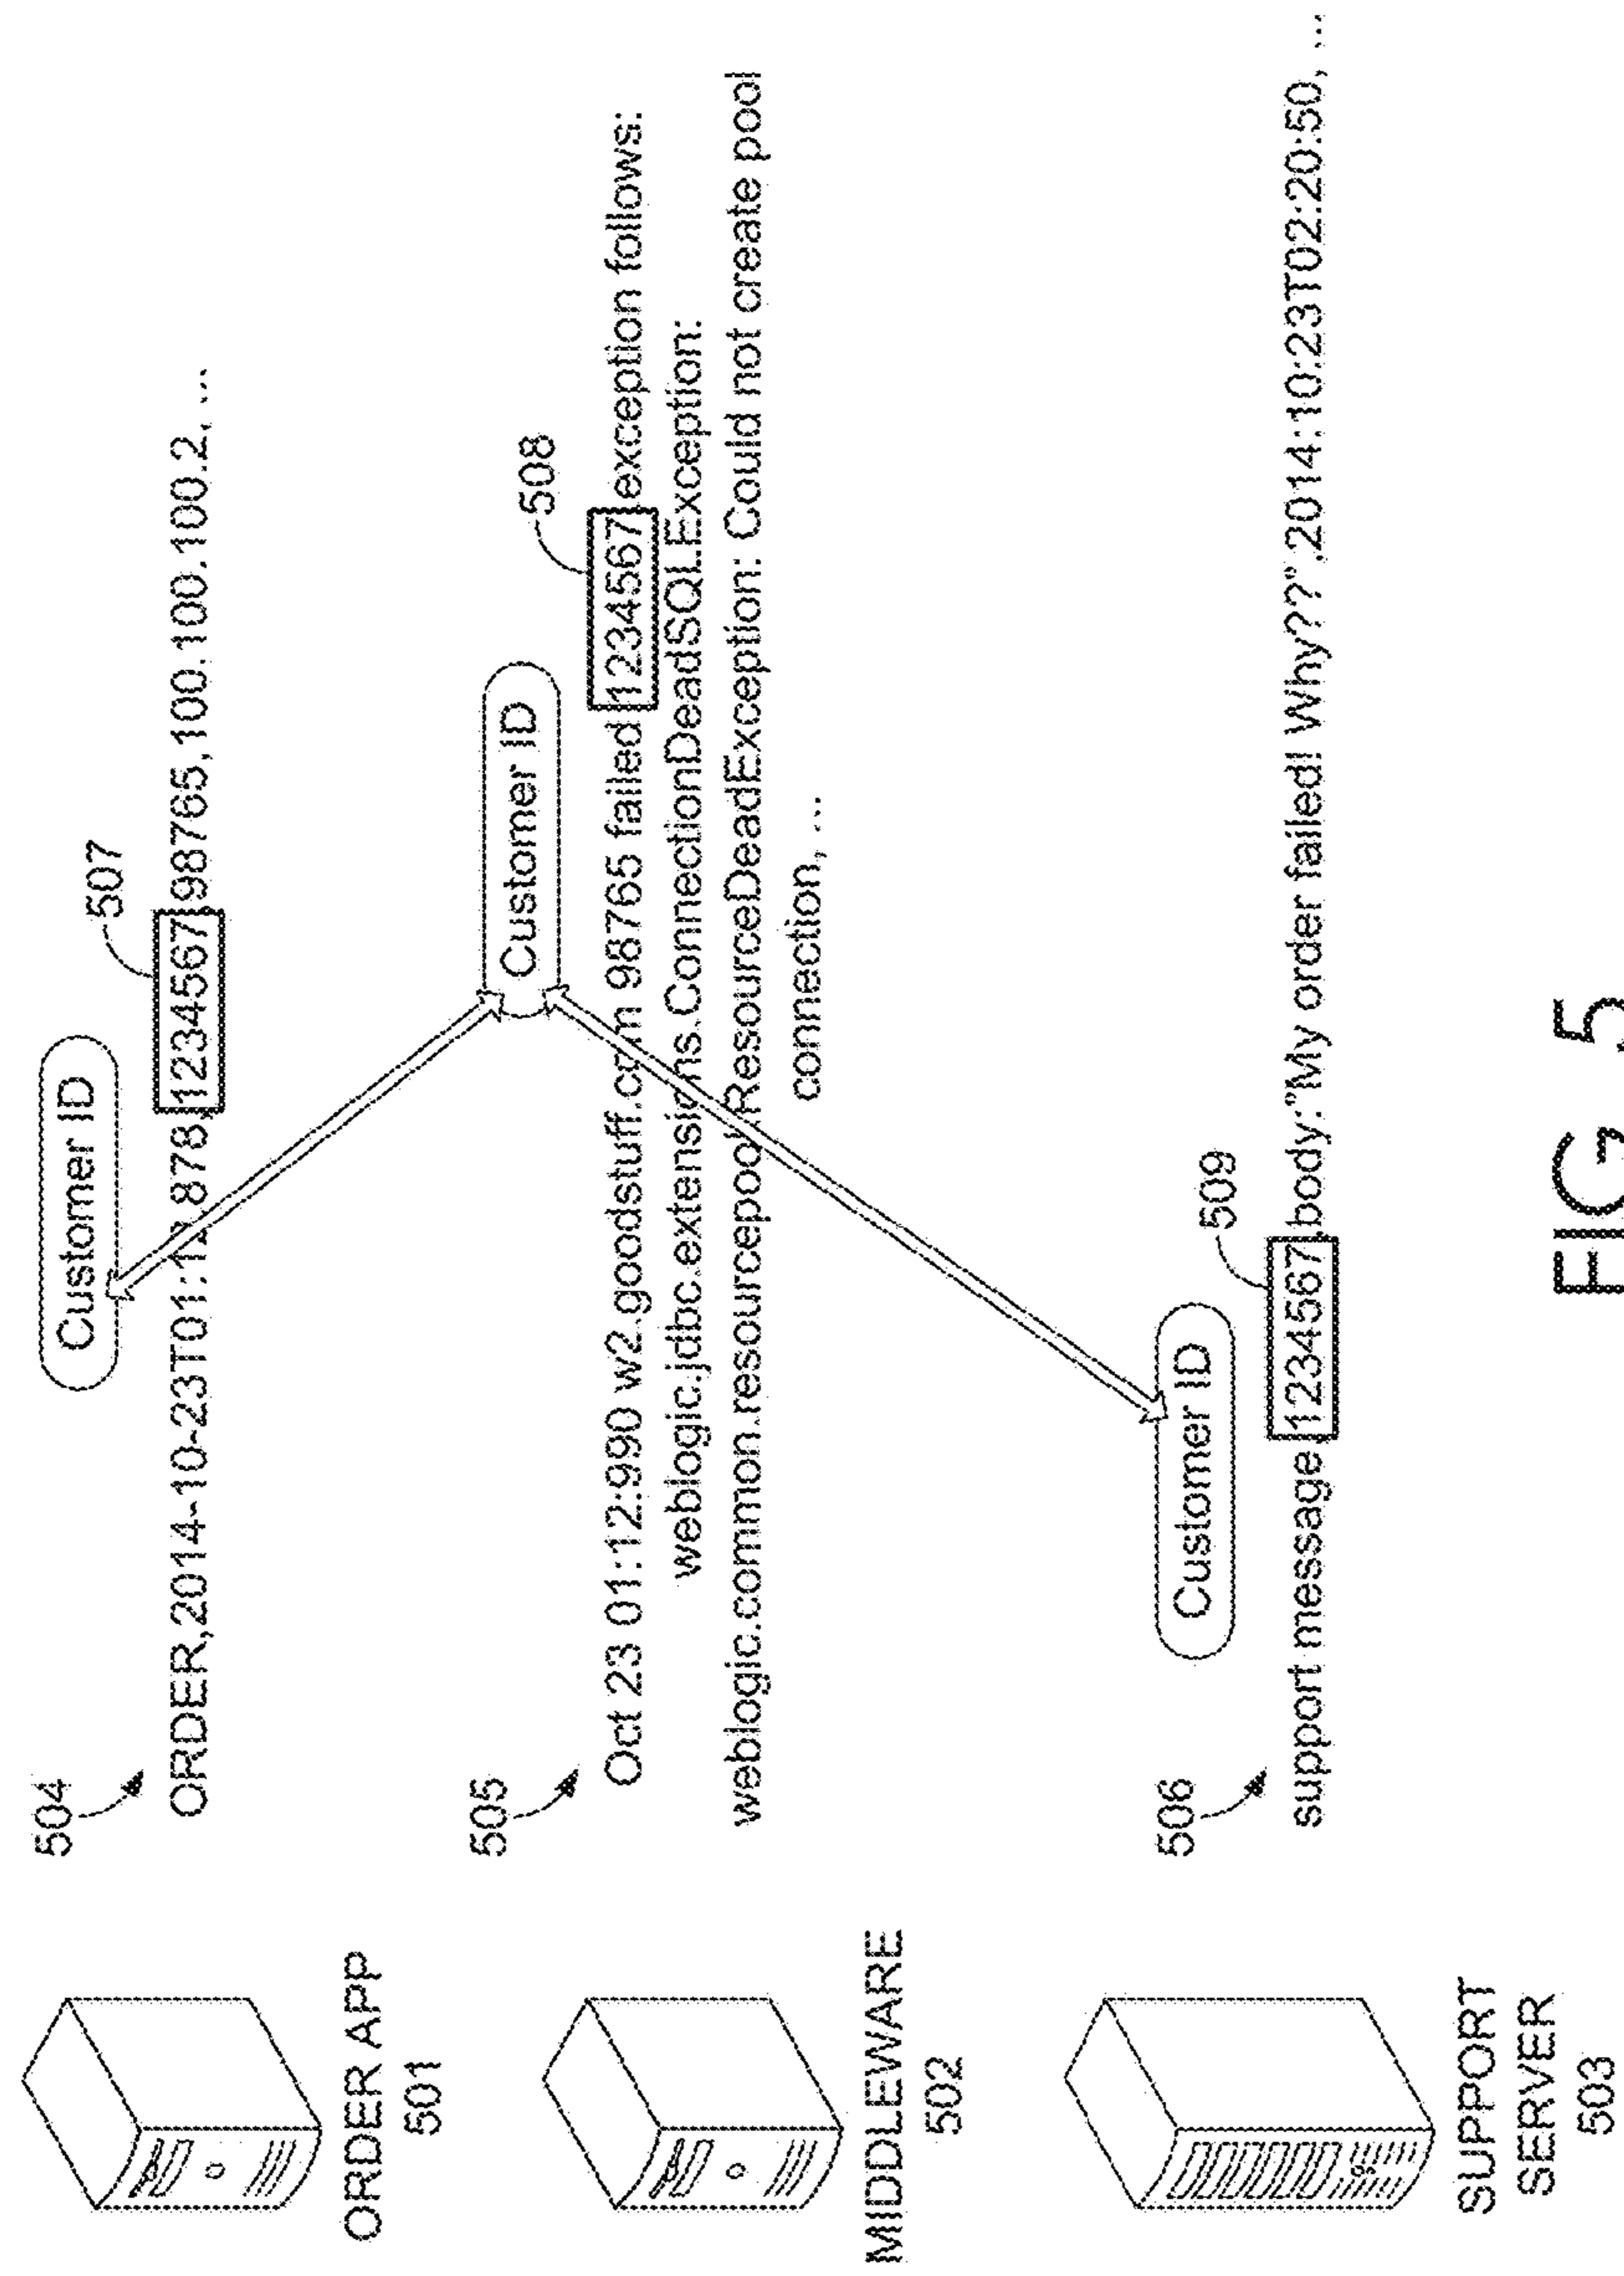 504
Customer ID
507
ORDER,2014-10-23T01:12.878,1234567,98765,100.100.100.2, ...
ORDER APP
501
505
Customer ID
508
Oct 23 01:12:990 w2.goodstuff.com 98765 failed 1234567 exception follows:
weblogic.jdbc.extensions.ConnectionDeadSQLException:
weblogic.common.resourcepool.ResourceDeadException: Could not create pool
connection, ...
MIDDLEWARE
502
506
Customer ID
509
support message,1234567,body:"My order failed! Why??",2014:10:23T02:20:50, ...
SUPPORT
SERVER
503
FIG. 5